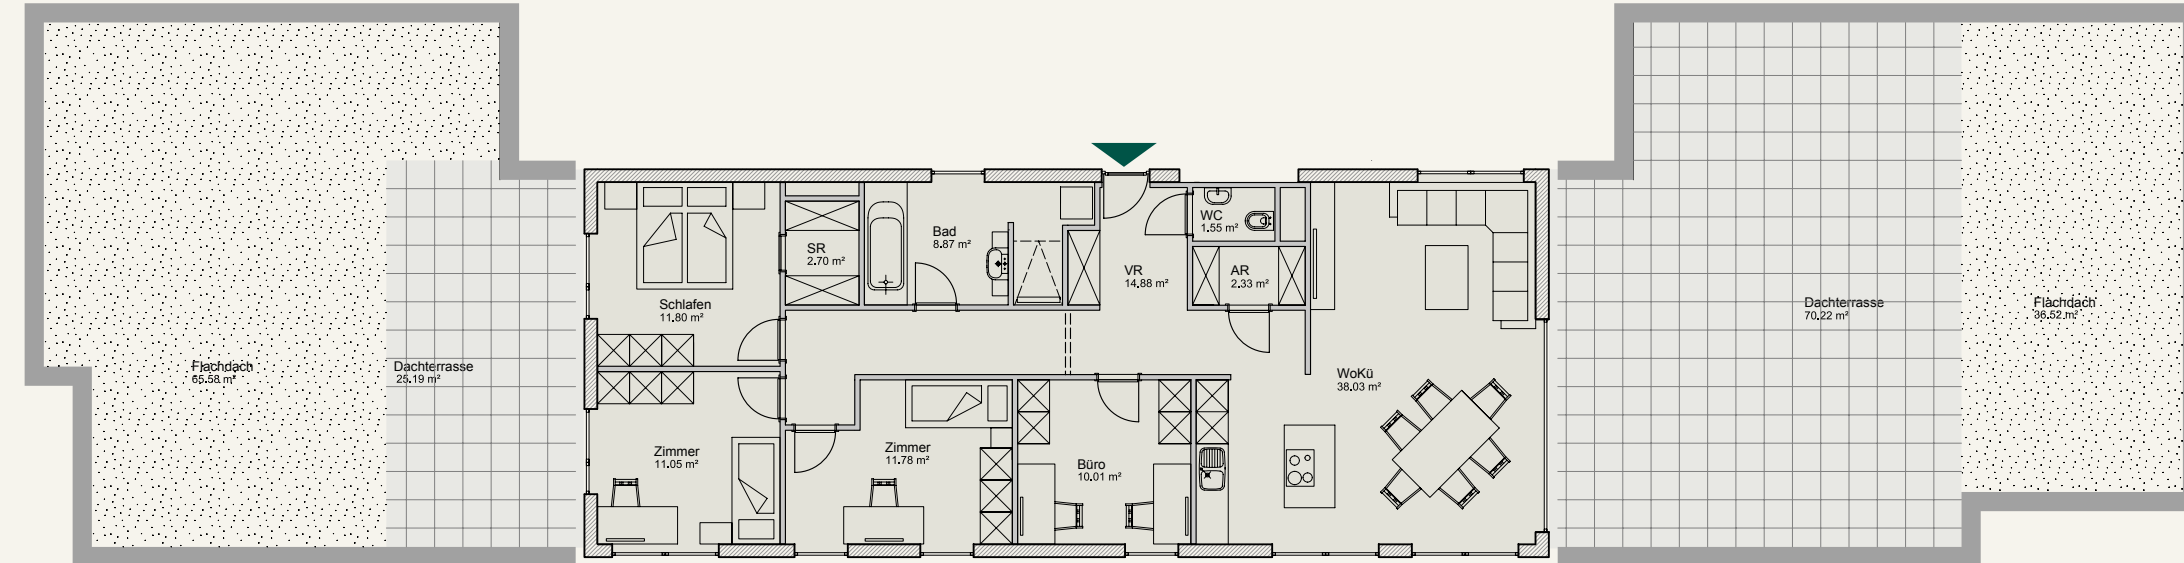 Flachdach
65.58 m²
Dachterrasse
25.19 m²
Schlafen
11.80 m²
Zimmer
11.05 m²
SR
2.70 m²
Bad
8.87 m²
Zimmer
11.78 m²
VR
14.88 m²
WC
1.55 m²
AR
2.33 m²
Büro
10.01 m²
WoKü
38.03 m²
Dachterrasse
70.22 m²
Flachdach
36.52 m²